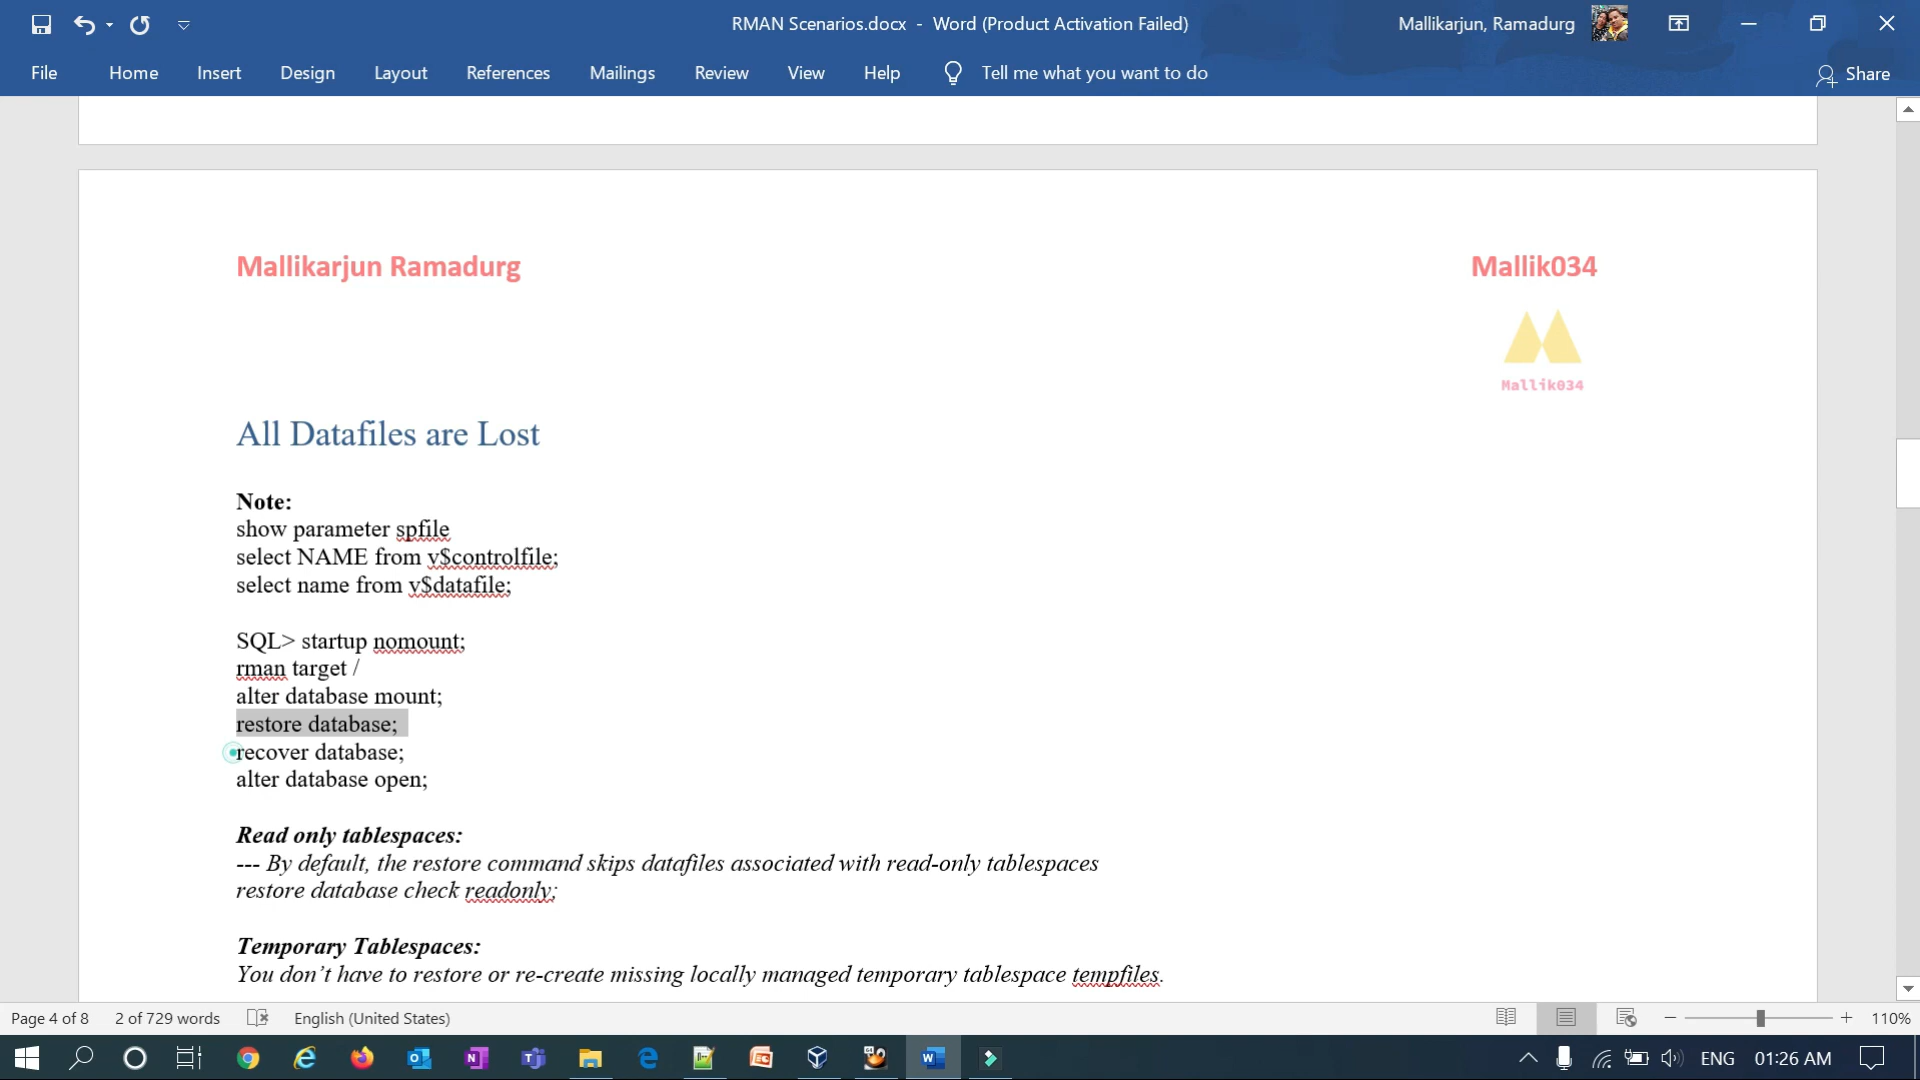 RMAN Scenarios.docx - Word (Product Activation Failed)
Mallikarjun, Ramadurg
File Home Insert Design Layout References Mailings Review View Help Tell me what you want to do
Share
Mallikarjun Ramadurg
Mallik034
Mallik034
All Datafiles are Lost
Note:
show parameter spfile
select NAME from v$controlfile;
select name from v$datafile;
SQL> startup nomount;
rman target /
alter database mount;
restore database;
recover database;
alter database open;
Read only tablespaces:
--- By default, the restore command skips datafiles associated with read-only tablespaces
restore database check readonly;
Temporary Tablespaces:
You don’t have to restore or re-create missing locally managed temporary tablespace tempfiles.
Page 4 of 8 2 of 729 words English (United States)
110%
ENG 01:26 AM